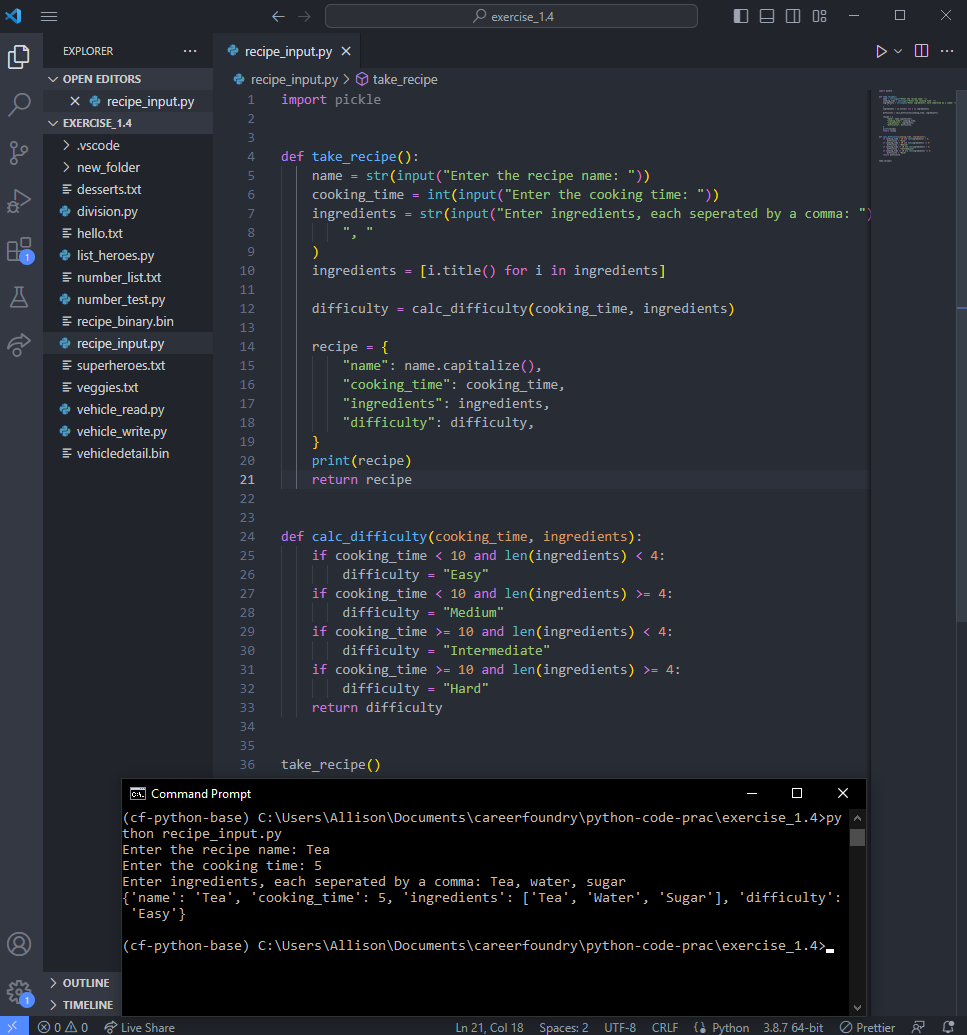 exercise_1.4
EXPLORER
OPEN EDITORS
recipe_input.py
EXERCISE_1.4
.vscode
new_folder
desserts.txt
division.py
hello.txt
list_heroes.py
number_list.txt
number_test.py
recipe_binary.bin
recipe_input.py
superheroes.txt
veggies.txt
vehicle_read.py
vehicle_write.py
vehicledetail.bin
OUTLINE
TIMELINE
1
1
recipe_input.py
recipe_input.py > take_recipe
1 import pickle
2
3
4 def take_recipe():
5 name = str(input("Enter the recipe name: "))
6 cooking_time = int(input("Enter the cooking time: "))
7 ingredients = str(input("Enter ingredients, each seperated by a comma: ")
8 ", "
9 )
10 ingredients = [i.title() for i in ingredients]
11
12 difficulty = calc_difficulty(cooking_time, ingredients)
13
14 recipe = {
15 "name": name.capitalize(),
16 "cooking_time": cooking_time,
17 "ingredients": ingredients,
18 "difficulty": difficulty,
19 }
20 print(recipe)
21 return recipe
22
23
24 def calc_difficulty(cooking_time, ingredients):
25 if cooking_time < 10 and len(ingredients) < 4:
26 difficulty = "Easy"
27 if cooking_time < 10 and len(ingredients) >= 4:
28 difficulty = "Medium"
29 if cooking_time >= 10 and len(ingredients) < 4:
30 difficulty = "Intermediate"
31 if cooking_time >= 10 and len(ingredients) >= 4:
32 difficulty = "Hard"
33 return difficulty
34
35
36 take_recipe()
Command Prompt
(cf-python-base) C:\Users\Allison\Documents\careerfoundry\python-code-prac\exercise_1.4>py
thon recipe_input.py
Enter the recipe name: Tea
Enter the cooking time: 5
Enter ingredients, each seperated by a comma: Tea, water, sugar
{'name': 'Tea', 'cooking_time': 5, 'ingredients': ['Tea', 'Water', 'Sugar'], 'difficulty':
'Easy'}
(cf-python-base) C:\Users\Allison\Documents\careerfoundry\python-code-prac\exercise_1.4>
0 0 Live Share Ln 21, Col 18 Spaces: 2 UTF-8 CRLF Python 3.8.7 64-bit Prettier